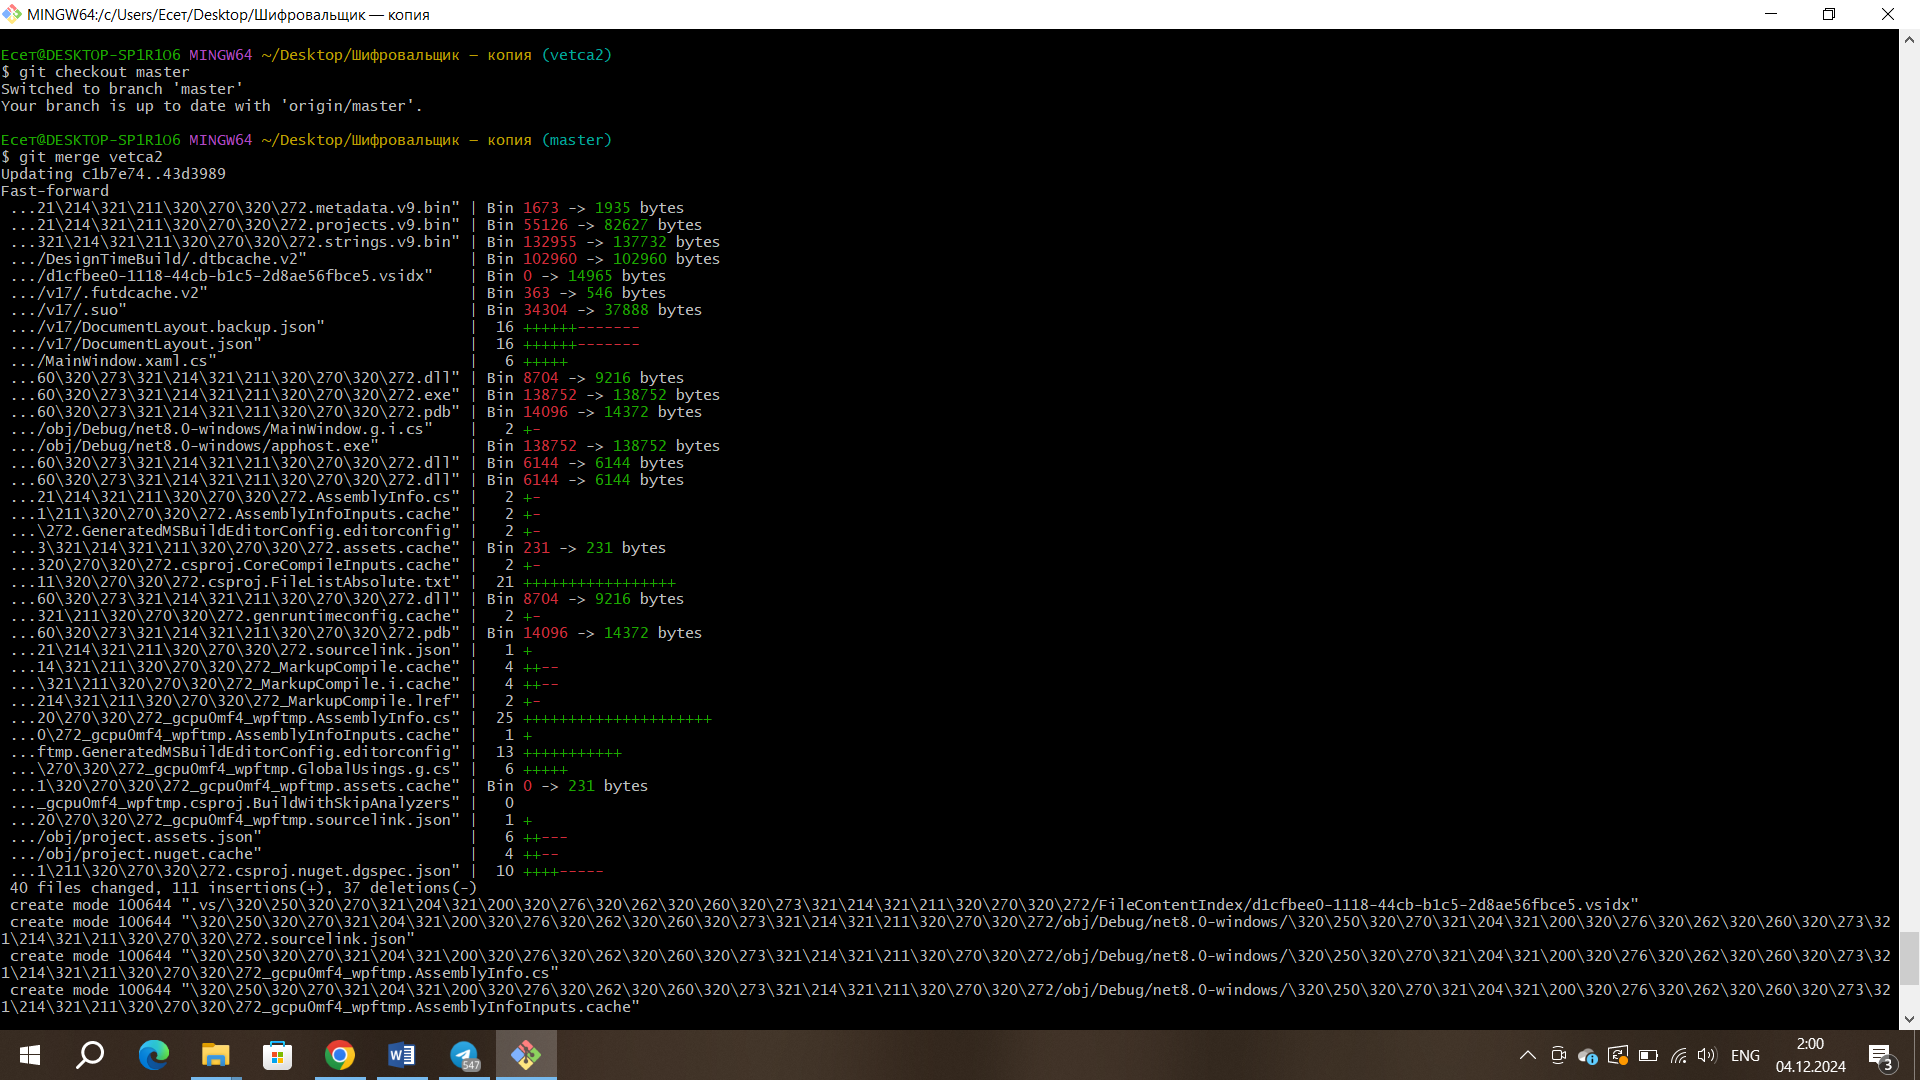 MINGW64:/c/Users/Есет/Desktop/Шифровальщик — копия
Есет@DESKTOP-SP1R1O6 MINGW64 ~/Desktop/Шифровальщик — копия (vetca2)
$ git checkout master
Switched to branch 'master'
Your branch is up to date with 'origin/master'.
Есет@DESKTOP-SP1R1O6 MINGW64 ~/Desktop/Шифровальщик — копия (master)
$ git merge vetca2
Updating c1b7e74..43d3989
Fast-forward
...21\214\321\211\320\270\320\272.metadata.v9.bin" | Bin 1673 -> 1935 bytes
...21\214\321\211\320\270\320\272.projects.v9.bin" | Bin 55126 -> 82627 bytes
...321\214\321\211\320\270\320\272.strings.v9.bin" | Bin 132955 -> 137732 bytes
.../DesignTimeBuild/.dtbcache.v2" | Bin 102960 -> 102960 bytes
.../d1cfbee0-1118-44cb-b1c5-2d8ae56fbce5.vsidx" | Bin 0 -> 14965 bytes
.../v17/.futdcache.v2" | Bin 363 -> 546 bytes
.../v17/.suo" | Bin 34304 -> 37888 bytes
.../v17/DocumentLayout.backup.json" | 16 ++++++-------
.../v17/DocumentLayout.json" | 16 ++++++-------
.../MainWindow.xaml.cs" | 6 +++++
...60\320\273\321\214\321\211\320\270\320\272.dll" | Bin 8704 -> 9216 bytes
...60\320\273\321\214\321\211\320\270\320\272.exe" | Bin 138752 -> 138752 bytes
...60\320\273\321\214\321\211\320\270\320\272.pdb" | Bin 14096 -> 14372 bytes
.../obj/Debug/net8.0-windows/MainWindow.g.i.cs" | 2 +-
.../obj/Debug/net8.0-windows/apphost.exe" | Bin 138752 -> 138752 bytes
...60\320\273\321\214\321\211\320\270\320\272.dll" | Bin 6144 -> 6144 bytes
...60\320\273\321\214\321\211\320\270\320\272.dll" | Bin 6144 -> 6144 bytes
...21\214\321\211\320\270\320\272.AssemblyInfo.cs" | 2 +-
...1\211\320\270\320\272.AssemblyInfoInputs.cache" | 2 +-
...\272.GeneratedMSBuildEditorConfig.editorconfig" | 2 +-
...3\321\214\321\211\320\270\320\272.assets.cache" | Bin 231 -> 231 bytes
...320\270\320\272.csproj.CoreCompileInputs.cache" | 2 +-
...11\320\270\320\272.csproj.FileListAbsolute.txt" | 21 +++++++++++++++++
...60\320\273\321\214\321\211\320\270\320\272.dll" | Bin 8704 -> 9216 bytes
...321\211\320\270\320\272.genruntimeconfig.cache" | 2 +-
...60\320\273\321\214\321\211\320\270\320\272.pdb" | Bin 14096 -> 14372 bytes
...21\214\321\211\320\270\320\272.sourcelink.json" | 1 +
...14\321\211\320\270\320\272_MarkupCompile.cache" | 4 ++--
...\321\211\320\270\320\272_MarkupCompile.i.cache" | 4 ++--
...214\321\211\320\270\320\272_MarkupCompile.lref" | 2 +-
...20\270\320\272_gcpu0mf4_wpftmp.AssemblyInfo.cs" | 25 +++++++++++++++++++++
...0\272_gcpu0mf4_wpftmp.AssemblyInfoInputs.cache" | 1 +
...ftmp.GeneratedMSBuildEditorConfig.editorconfig" | 13 +++++++++++
...\270\320\272_gcpu0mf4_wpftmp.GlobalUsings.g.cs" | 6 +++++
...1\320\270\320\272_gcpu0mf4_wpftmp.assets.cache" | Bin 0 -> 231 bytes
..._gcpu0mf4_wpftmp.csproj.BuildWithSkipAnalyzers" | 0
...20\270\320\272_gcpu0mf4_wpftmp.sourcelink.json" | 1 +
.../obj/project.assets.json" | 6 ++---
.../obj/project.nuget.cache" | 4 ++--
...1\211\320\270\320\272.csproj.nuget.dgspec.json" | 10 ++++-----
40 files changed, 111 insertions(+), 37 deletions(-)
create mode 100644 ".vs/\320\250\320\270\321\204\321\200\320\276\320\262\320\260\320\273\321\214\321\211\320\270\320\272/FileContentIndex/d1cfbee0-1118-44cb-b1c5-2d8ae56fbce5.vsidx"
create mode 100644 "\320\250\320\270\321\204\321\200\320\276\320\262\320\260\320\273\321\214\321\211\320\270\320\272/obj/Debug/net8.0-windows/\320\250\320\270\321\204\321\200\320\276\320\262\320\260\320\273\32
1\214\321\211\320\270\320\272.sourcelink.json"
create mode 100644 "\320\250\320\270\321\204\321\200\320\276\320\262\320\260\320\273\321\214\321\211\320\270\320\272/obj/Debug/net8.0-windows/\320\250\320\270\321\204\321\200\320\276\320\262\320\260\320\273\32
1\214\321\211\320\270\320\272_gcpu0mf4_wpftmp.AssemblyInfo.cs"
create mode 100644 "\320\250\320\270\321\204\321\200\320\276\320\262\320\260\320\273\321\214\321\211\320\270\320\272/obj/Debug/net8.0-windows/\320\250\320\270\321\204\321\200\320\276\320\262\320\260\320\273\32
1\214\321\211\320\270\320\272_gcpu0mf4_wpftmp.AssemblyInfoInputs.cache"
547
ENG
2:00
04.12.2024
3